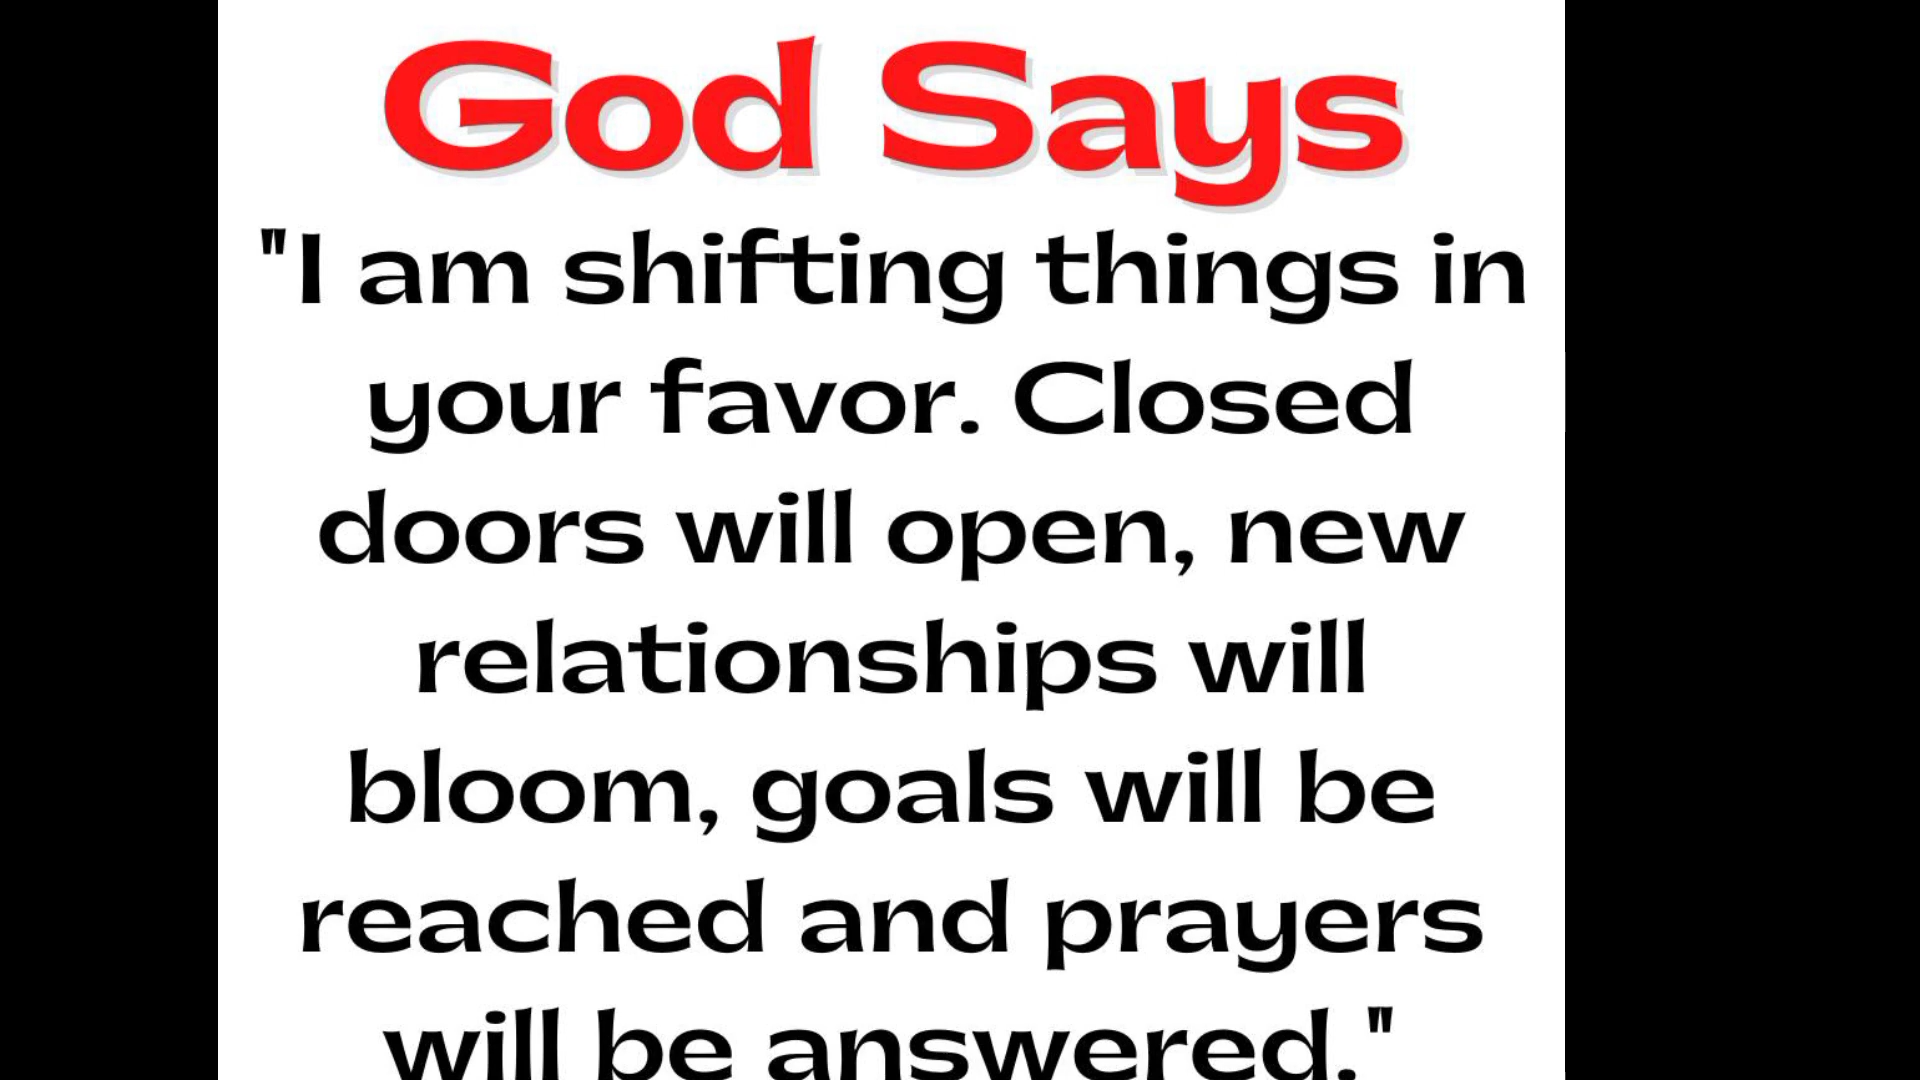 God Says
"I am shifting things in
your favor. Closed
doors will open, new
relationships will
bloom, goals will be
reached and prayers
will be answered."